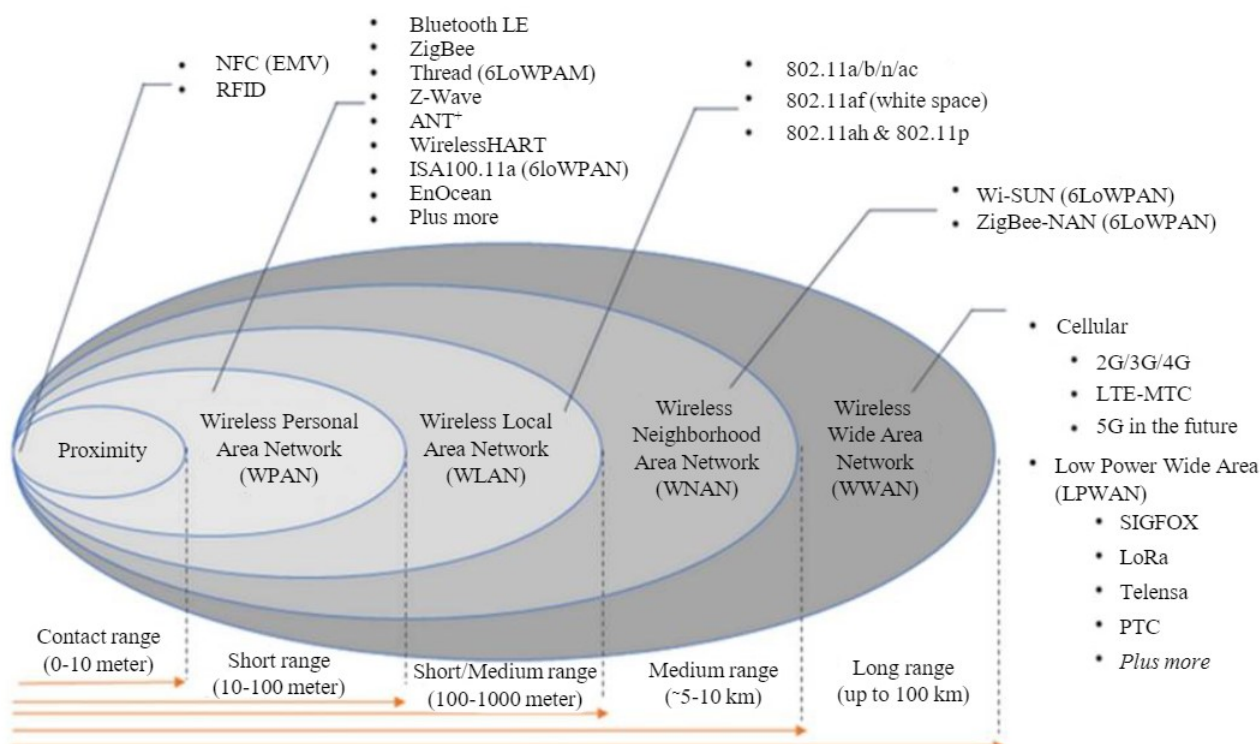 • NFC (EMV)
• RFID
• Bluetooth LE
• ZigBee
• Thread (6LoWPAM)
• Z-Wave
• ANT⁺
• WirelessHART
• ISA100.11a (6loWPAN)
• EnOcean
• Plus more
• 802.11a/b/n/ac
• 802.11af (white space)
• 802.11ah & 802.11p
• Wi-SUN (6LoWPAN)
• ZigBee-NAN (6LoWPAN)
• Cellular
• 2G/3G/4G
• LTE-MTC
• 5G in the future
• Low Power Wide Area
(LPWAN)
• SIGFOX
• LoRa
• Telensa
• PTC
• Plus more
Proximity
Wireless Personal
Area Network
(WPAN)
Wireless Local
Area Network
(WLAN)
Wireless
Neighborhood
Area Network
(WNAN)
Wireless
Wide Area
Network
(WWAN)
Contact range
(0-10 meter)
Short range
(10-100 meter)
Short/Medium range
(100-1000 meter)
Medium range
(~5-10 km)
Long range
(up to 100 km)